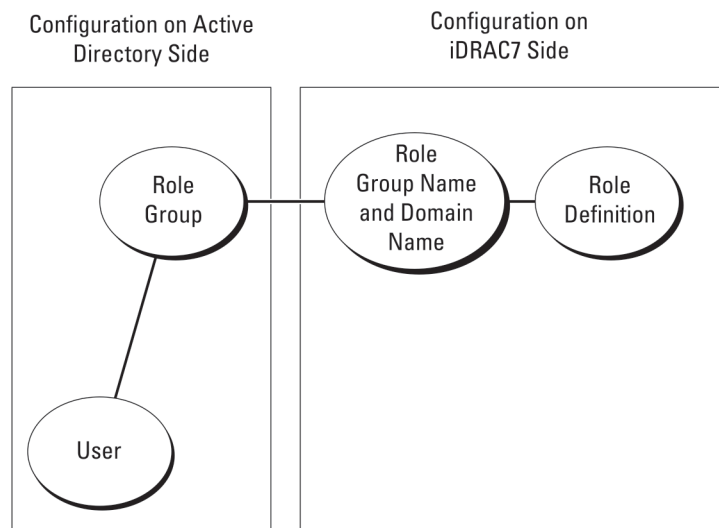 Configuration on Active
Directory Side
Configuration on
iDRAC7 Side
Role
Group
Role
Group Name
and Domain
Name
Role
Definition
User